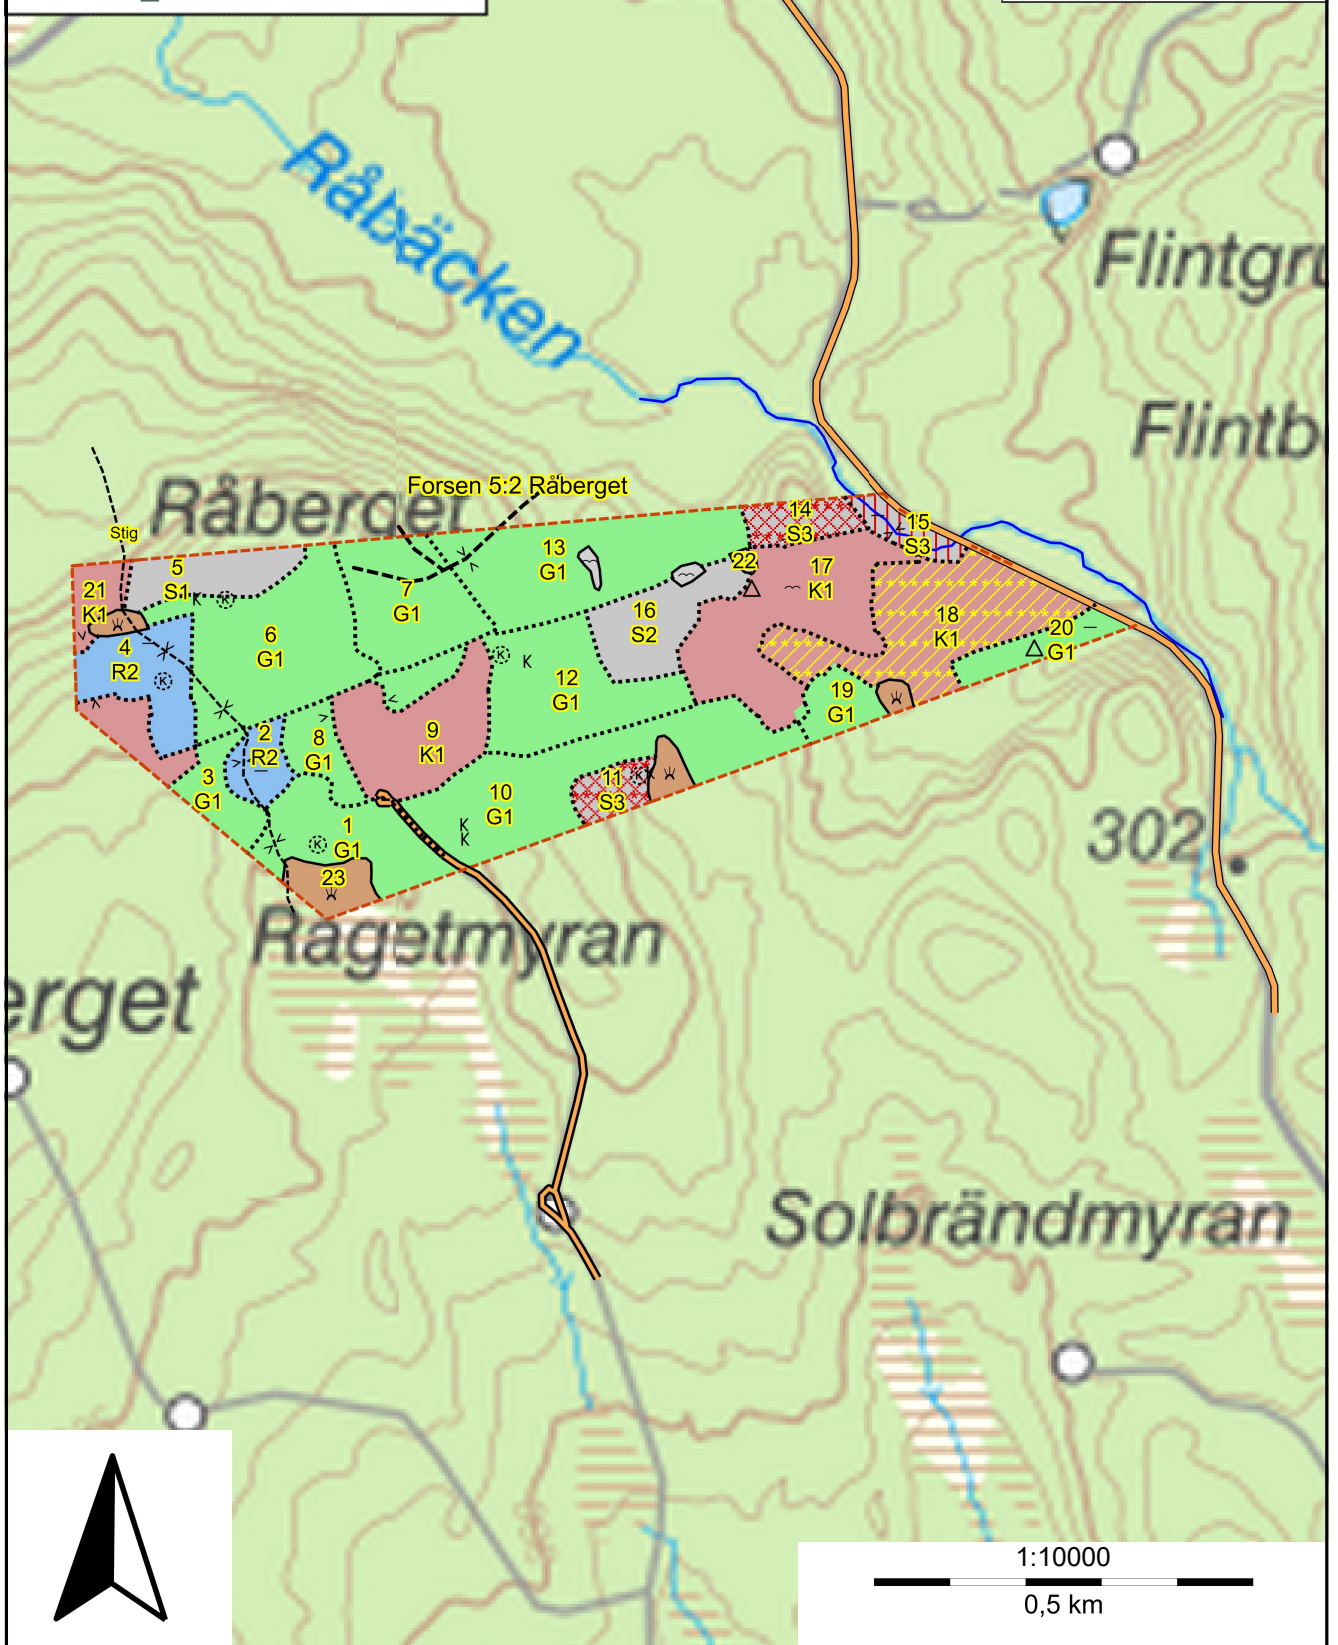 Råbäcken
Flintgru
Flintb
Råberget
Forsen 5:2 Råberget
Stig
14
S3
15
S3
13
G1
22
5
S1
21
K1
7
G1
17
K1
16
S2
18
K1
6
G1
20
G1
4
R2
K
K
K
K
K
12
G1
19
G1
2
R2
8
G1
9
K1
3
G1
11
S3
K
10
G1
1
G1
K
K
K
23
302
Ragetmyran
erget
Solbrändmyran
1:10000
0,5 km